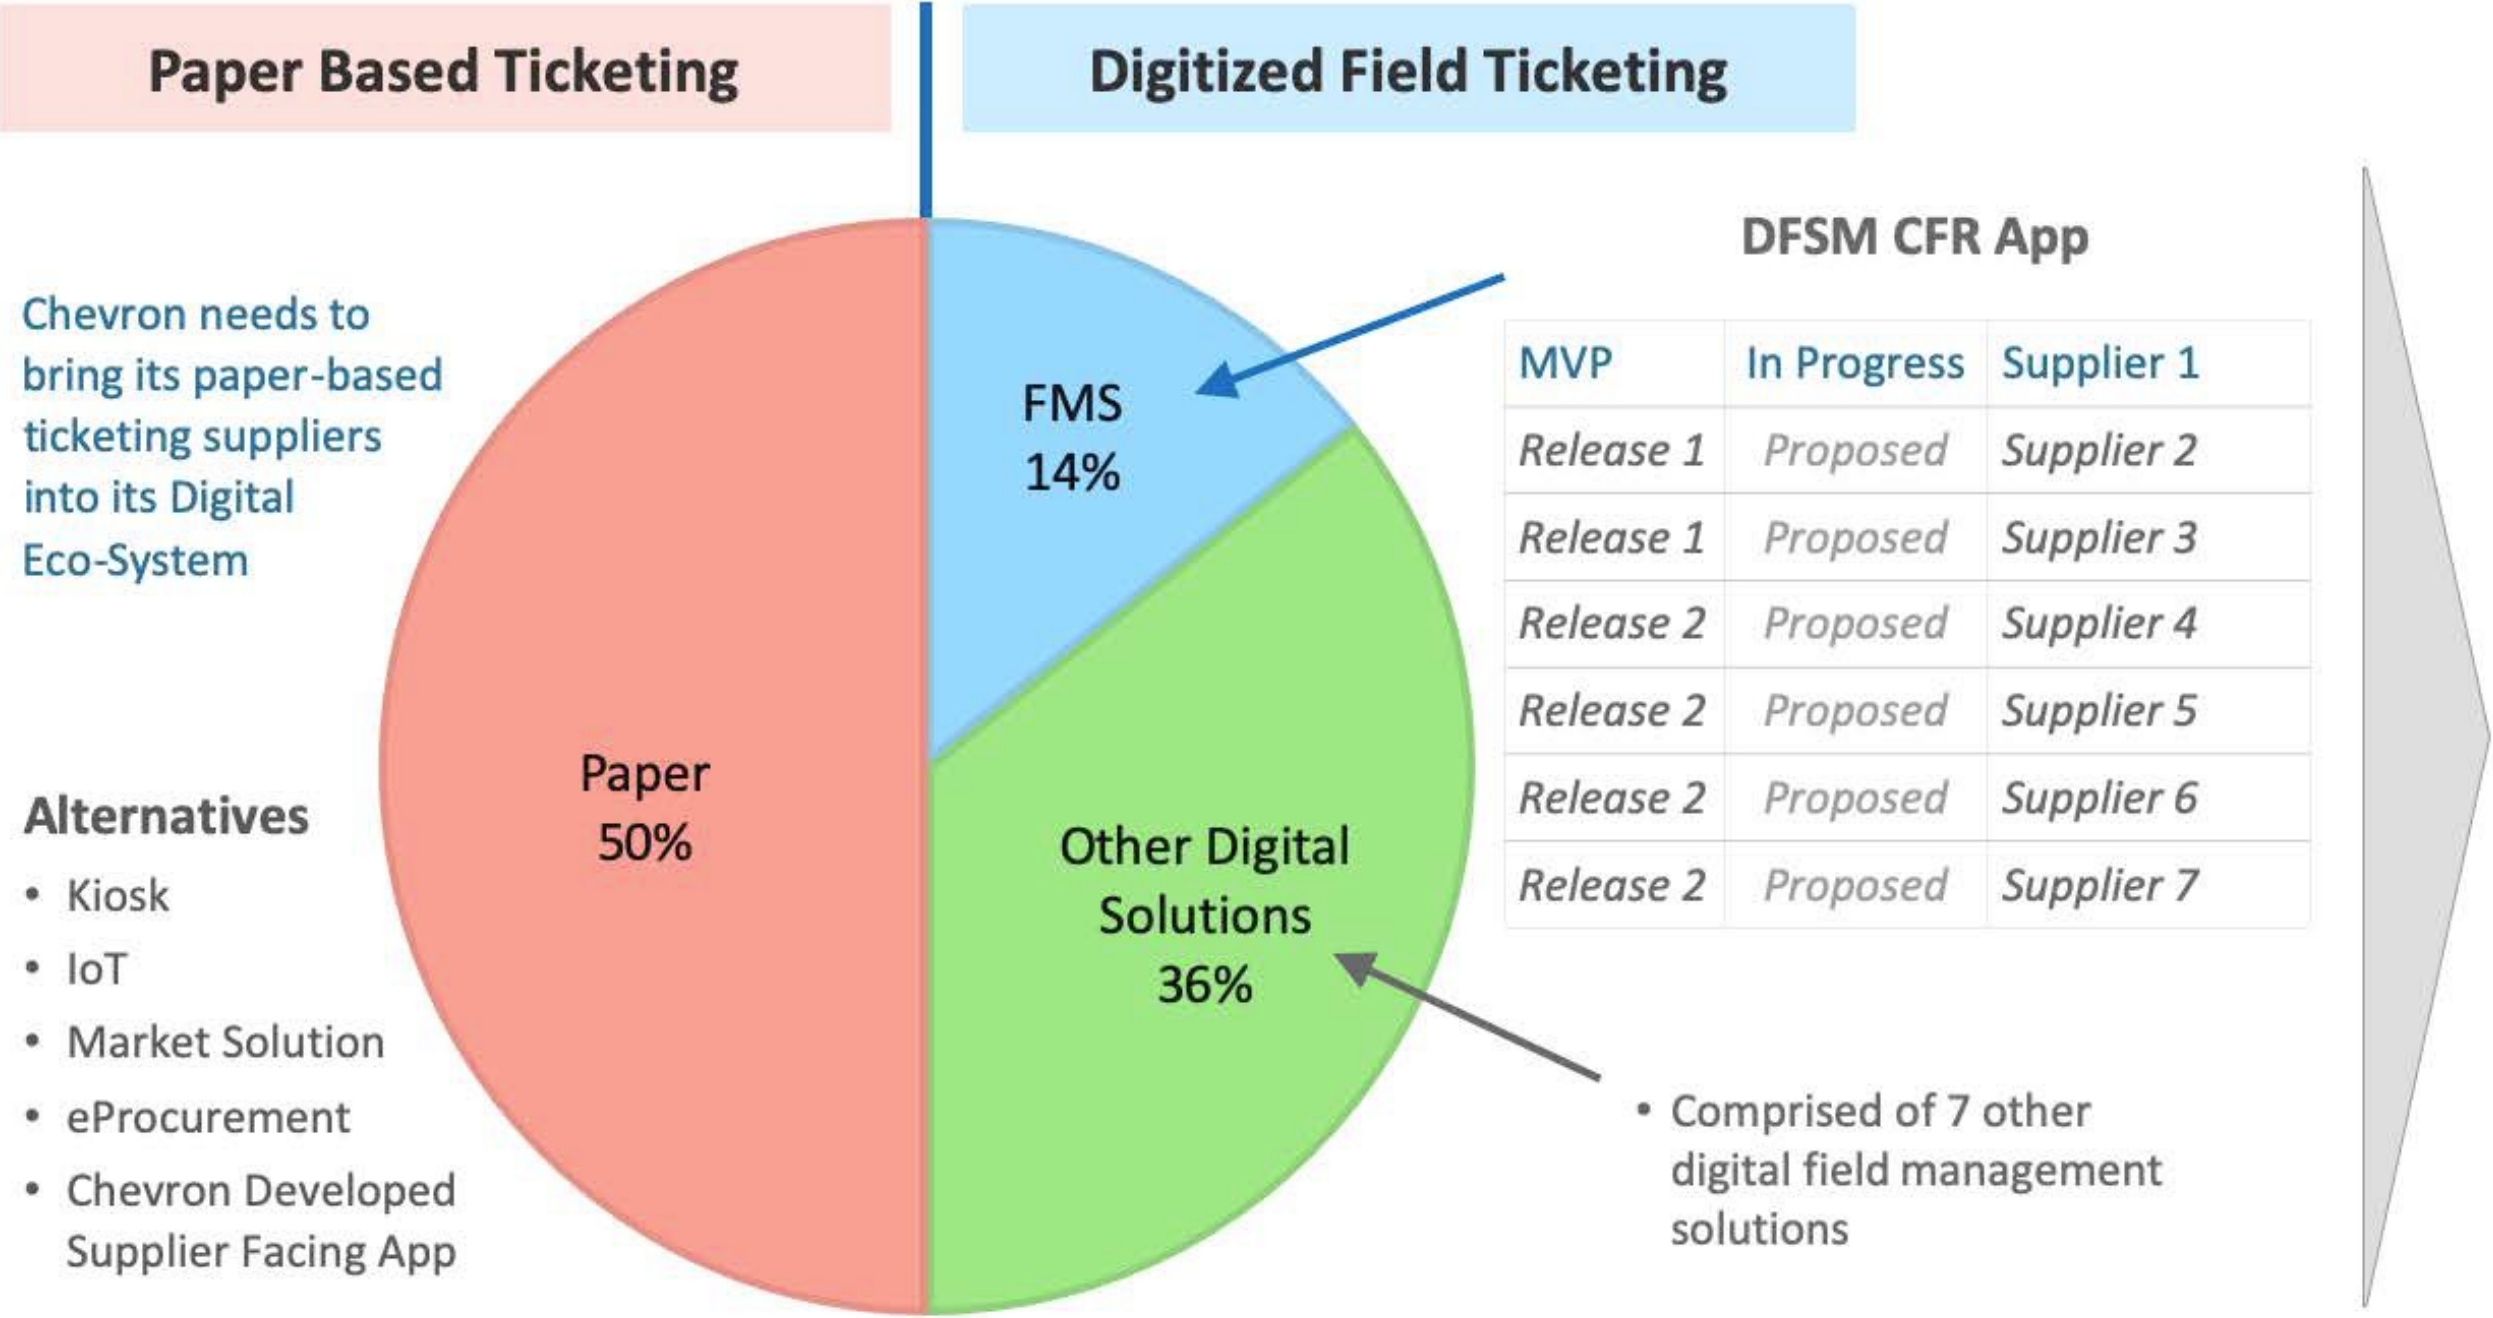 Paper Based Ticketing
Digitized Field Ticketing
Chevron needs to
bring its paper-based
ticketing suppliers
into its Digital
Eco-System
Alternatives
• Kiosk
• IoT
• Market Solution
• eProcurement
• Chevron Developed
Supplier Facing App
Paper
50%
FMS
14%
Other Digital
Solutions
36%
DFSM CFR App
MVP In Progress Supplier 1
Release 1 Proposed Supplier 2
Release 1 Proposed Supplier 3
Release 2 Proposed Supplier 4
Release 2 Proposed Supplier 5
Release 2 Proposed Supplier 6
Release 2 Proposed Supplier 7
• Comprised of 7 other
digital field management
solutions